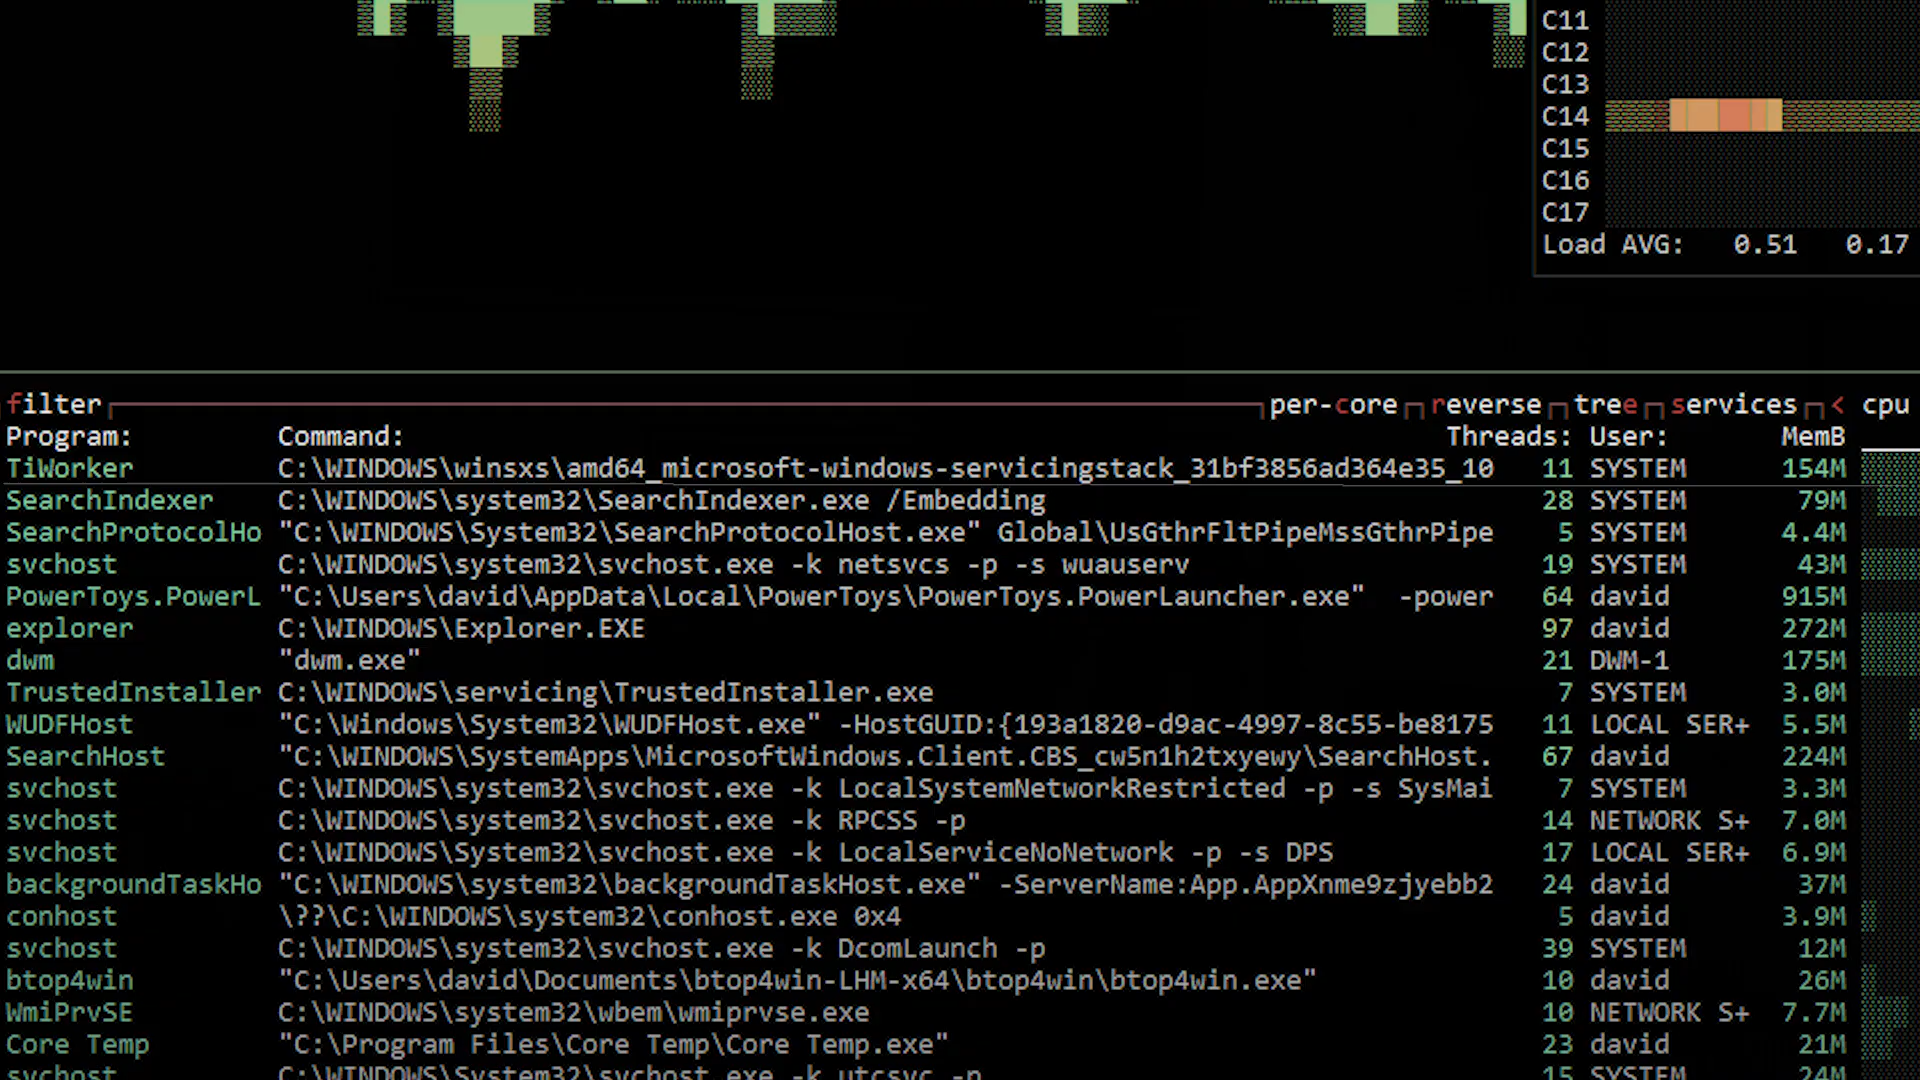 C11
C12
C13
C14
C15
C16
C17
Load AVG: 0.51 0.17
filter per-core reverse tree services < cpu
Program: Command: Threads: User: MemB
TiWorker C:\WINDOWS\winsxs\amd64_microsoft-windows-servicingstack_31bf3856ad364e35_10 11 SYSTEM 154M
SearchIndexer C:\WINDOWS\system32\SearchIndexer.exe /Embedding 28 SYSTEM 79M
SearchProtocolHo "C:\WINDOWS\System32\SearchProtocolHost.exe" Global\UsGthrFltPipeMssGthrPipe 5 SYSTEM 4.4M
svchost C:\WINDOWS\system32\svchost.exe -k netsvcs -p -s wuauserv 19 SYSTEM 43M
PowerToys.PowerL "C:\Users\david\AppData\Local\PowerToys\PowerToys.PowerLauncher.exe" -power 64 david 915M
explorer C:\WINDOWS\Explorer.EXE 97 david 272M
dwm "dwm.exe" 21 DWM-1 175M
TrustedInstaller C:\WINDOWS\servicing\TrustedInstaller.exe 7 SYSTEM 3.0M
WUDFHost "C:\Windows\System32\WUDFHost.exe" -HostGUID:{193a1820-d9ac-4997-8c55-be8175 11 LOCAL SER+ 5.5M
SearchHost "C:\WINDOWS\SystemApps\MicrosoftWindows.Client.CBS_cw5n1h2txyewy\SearchHost. 67 david 224M
svchost C:\WINDOWS\system32\svchost.exe -k LocalSystemNetworkRestricted -p -s SysMai 7 SYSTEM 3.3M
svchost C:\WINDOWS\system32\svchost.exe -k RPCSS -p 14 NETWORK S+ 7.0M
svchost C:\WINDOWS\system32\svchost.exe -k LocalServiceNoNetwork -p -s DPS 17 LOCAL SER+ 6.9M
backgroundTaskHo "C:\WINDOWS\system32\backgroundTaskHost.exe" -ServerName:App.AppXnme9zjyebb2 24 david 37M
conhost \??\C:\WINDOWS\system32\conhost.exe 0x4 5 david 3.9M
svchost C:\WINDOWS\system32\svchost.exe -k DcomLaunch -p 39 SYSTEM 12M
btop4win "C:\Users\david\Documents\btop4win-LHM-x64\btop4win\btop4win.exe" 10 david 26M
WmiPrvSE C:\WINDOWS\system32\wbem\wmiprvse.exe 10 NETWORK S+ 7.7M
Core Temp "C:\Program Files\Core Temp\Core Temp.exe" 23 david 21M
svchost C:\WINDOWS\system32\svchost.exe -k utcsvc -p 15 SYSTEM 24M